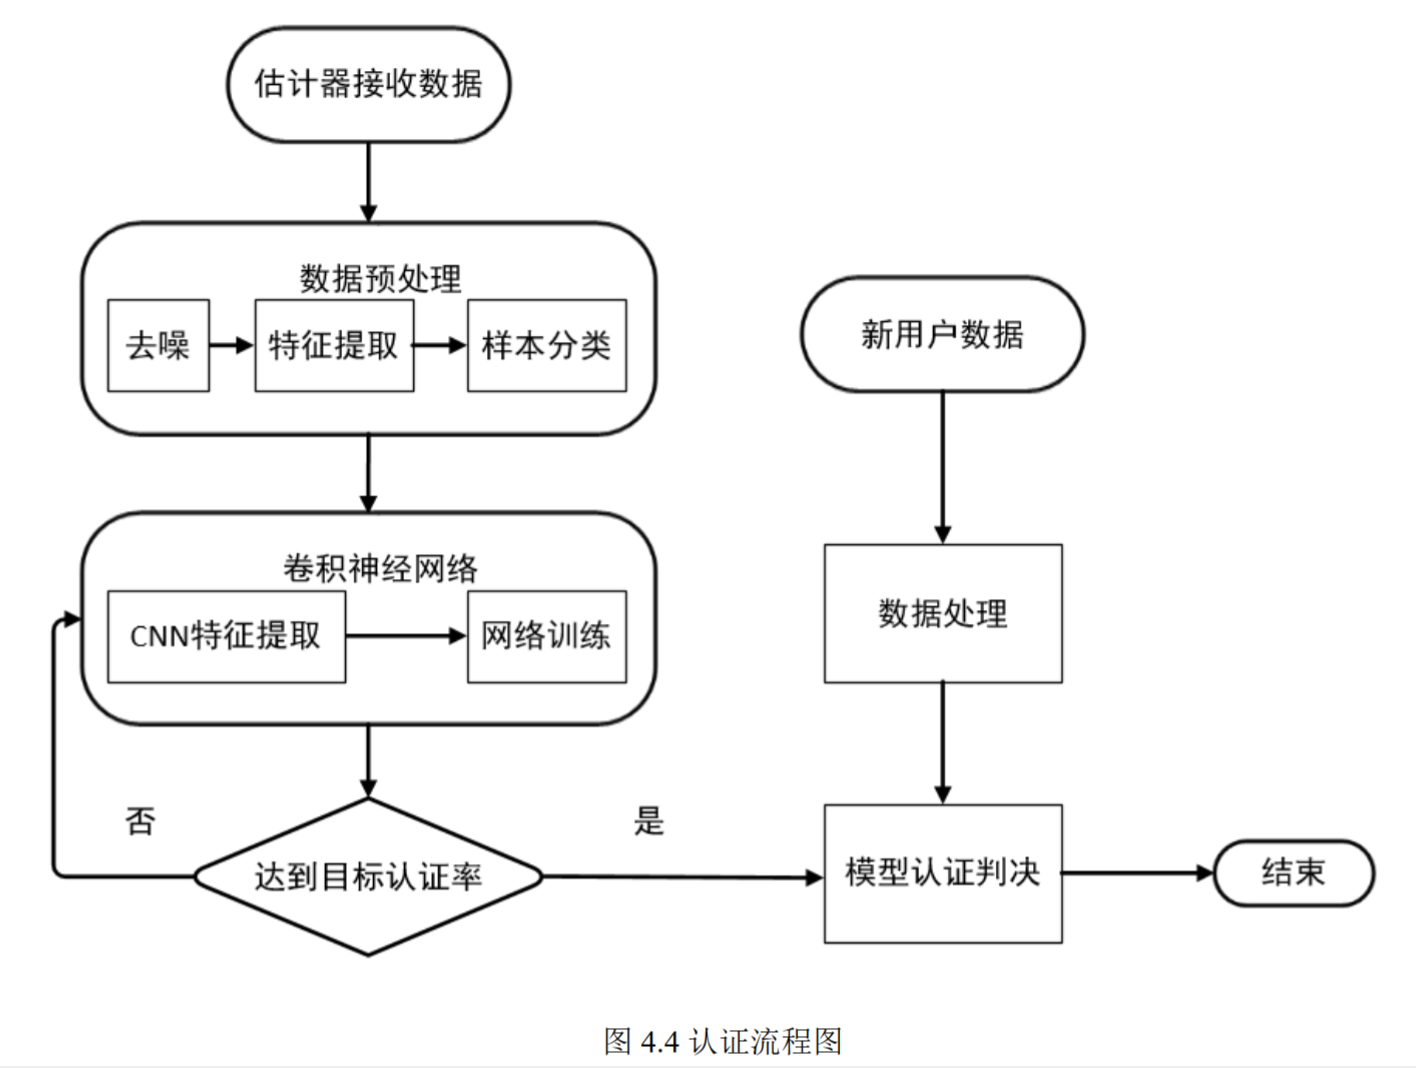 估计器接收数据
数据预处理
去噪
特征提取
样本分类
卷积神经网络
CNN特征提取
网络训练
否
是
达到目标认证率
新用户数据
数据处理
模型认证判决
结束
图 4.4 认证流程图